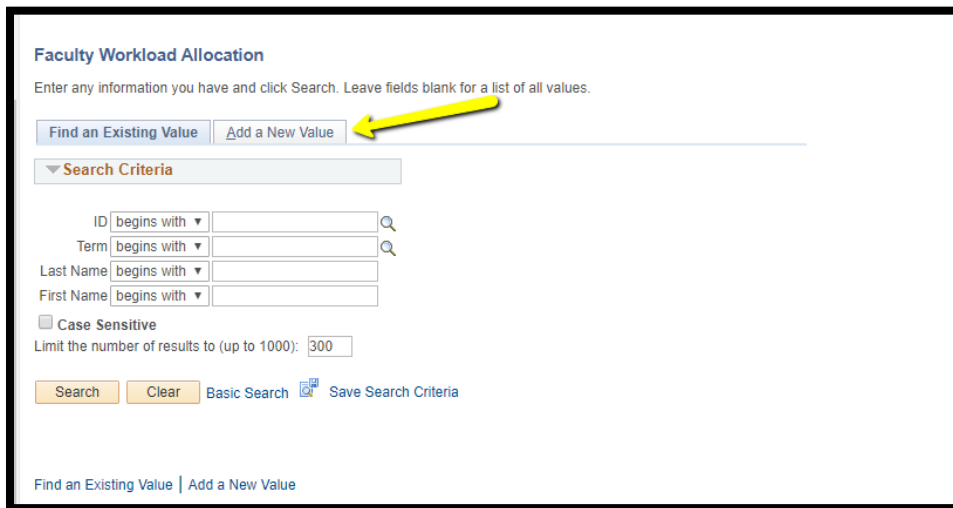 Faculty Workload Allocation
Enter any information you have and click Search. Leave fields blank for a list of all values.
Find an Existing Value Add a New Value
Search Criteria
ID begins with
Term begins with
Last Name begins with
First Name begins with
Case Sensitive
Limit the number of results to (up to 1000): 300
Search Clear Basic Search Save Search Criteria
Find an Existing Value | Add a New Value